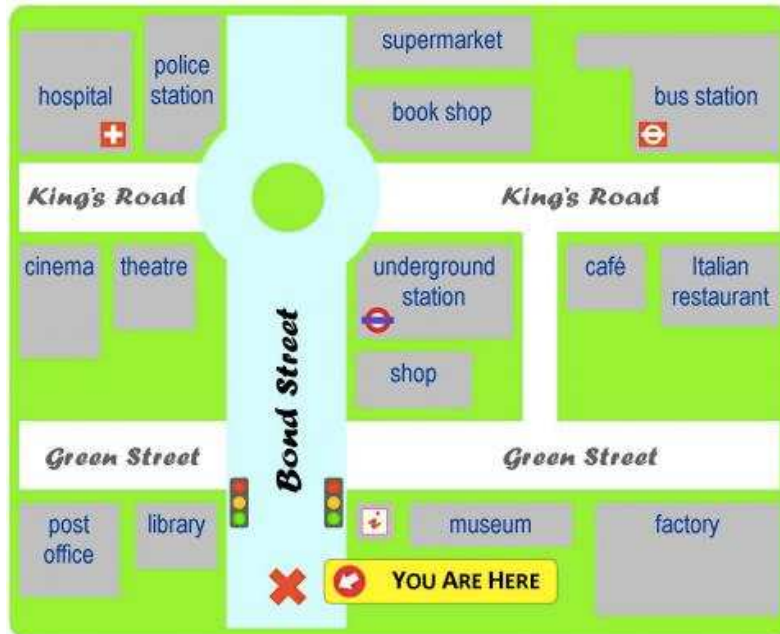 hospital
police
station
supermarket
book shop
bus station
King's Road
King's Road
cinema
theatre
underground
station
café
Italian
restaurant
shop
Bond Street
Green Street
Green Street
post
office
library
i
museum
factory
YOU ARE HERE